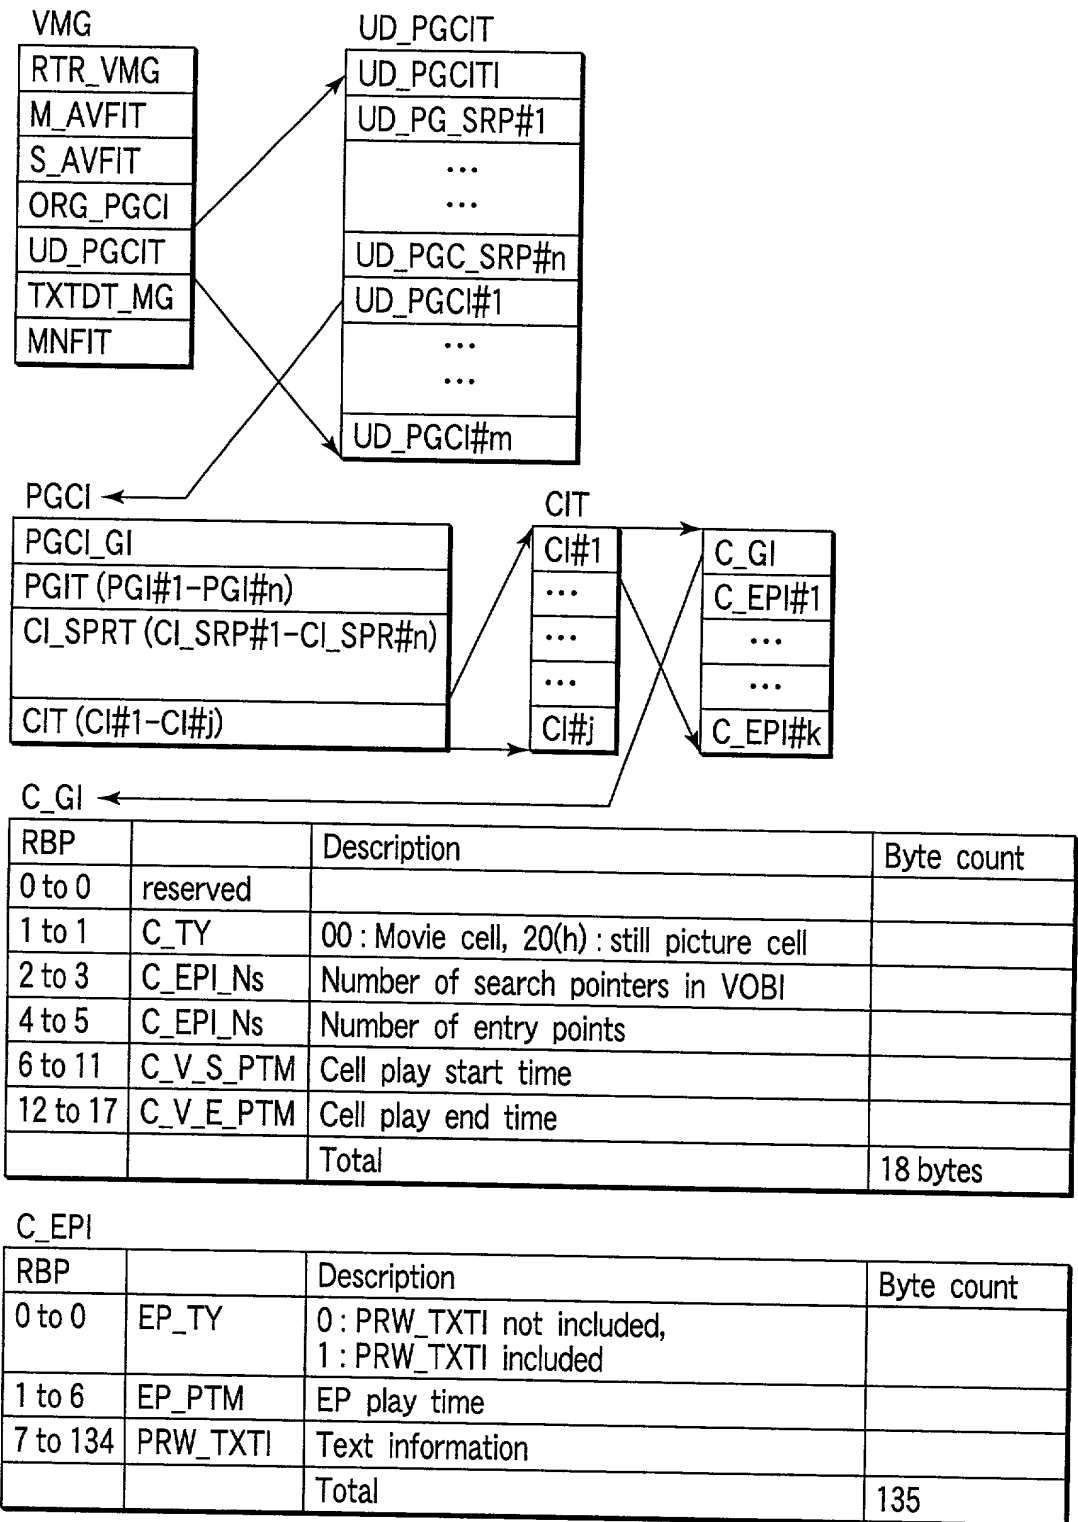 VMG
RTR_VMG
M_AVFIT
S_AVFIT
ORG_PGCI
UD_PGCIT
TXTDT_MG
MNFIT
UD_PGCIT
UD_PGCITI
UD_PG_SRP#1
...
...
UD_PGC_SRP#n
UD_PGCI#1
...
...
UD_PGCI#m
PGCI
PGCI_GI
PGIT (PGI#1-PGI#n)
CI_SPRT (CI_SRP#1-CI_SPR#n)
CIT (CI#1-CI#j)
CIT
CI#1
...
...
...
CI#j
C_GI
C_EPI#1
...
...
C_EPI#k
C_GI
RBP Description Byte count
0 to 0 reserved
1 to 1 C_TY 00 : Movie cell, 20(h) : still picture cell
2 to 3 C_EPI_Ns Number of search pointers in VOBI
4 to 5 C_EPI_Ns Number of entry points
6 to 11 C_V_S_PTM Cell play start time
12 to 17 C_V_E_PTM Cell play end time
Total 18 bytes
C_EPI
RBP Description Byte count
0 to 0 EP_TY 0 : PRW_TXTI not included,
1 : PRW_TXTI included
1 to 6 EP_PTM EP play time
7 to 134 PRW_TXTI Text information
Total 135